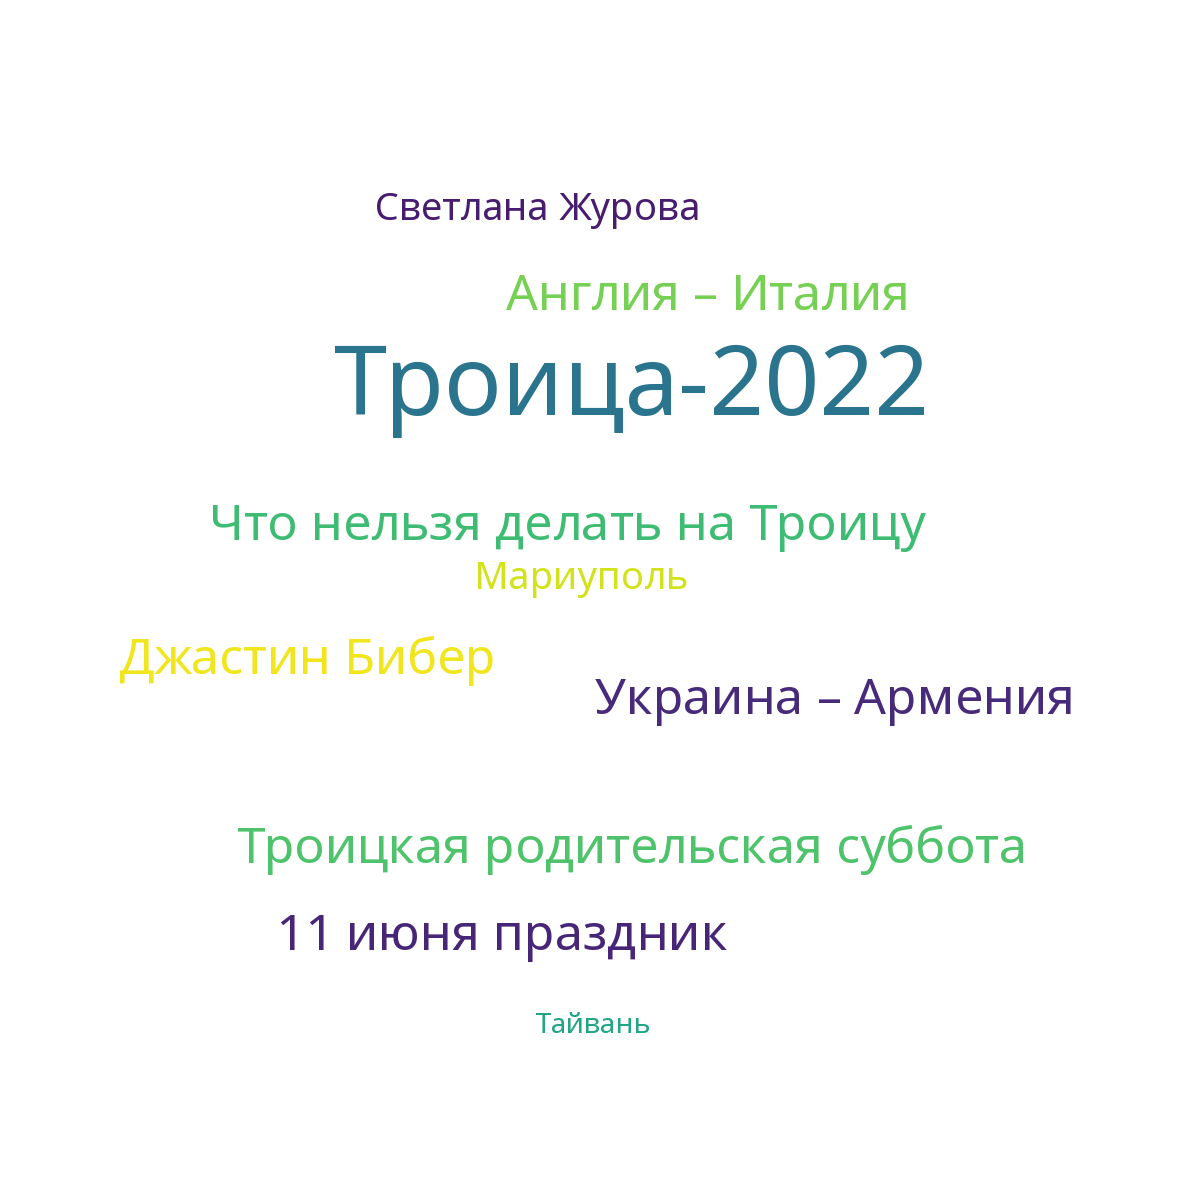 Светлана Журова
Англия – Италия
Троица-2022
Что нельзя делать на Троицу
Мариуполь
Джастин Бибер
Украина – Армения
Троицкая родительская суббота
11 июня праздник
Тайвань